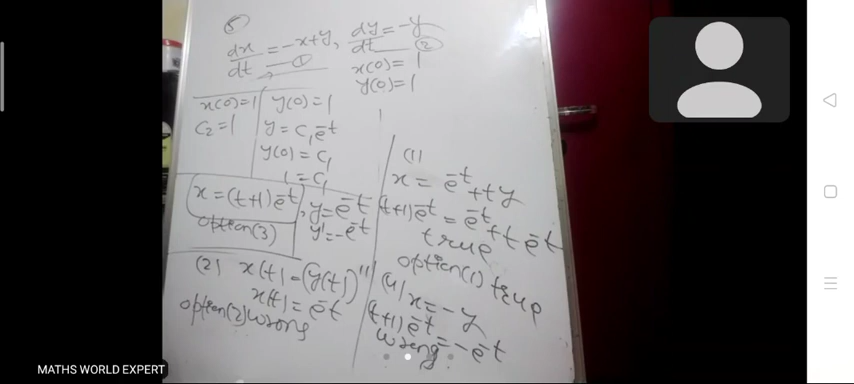 ⑤
dx/dt = -x+y, ① dy/dt = -y ②
x(0)=1
y(0)=1
x(0)=1
C₂=1
y(0)=1
y=C₁e^-t
y(0)=C₁
1=C₁
x=(t+1)e^-t, y=e^-t
option(3)
y'=-e^-t
(2) x(t)=(y(t))''
x(t)=e^-t
option(2) wrong
(1)
x=e^-t+ty
(t+1)e^-t=e^-t+te^-t
true
option(1) true
(4) x=-y
(t+1)e^-t=-e^-t
wrong
MATHS WORLD EXPERT